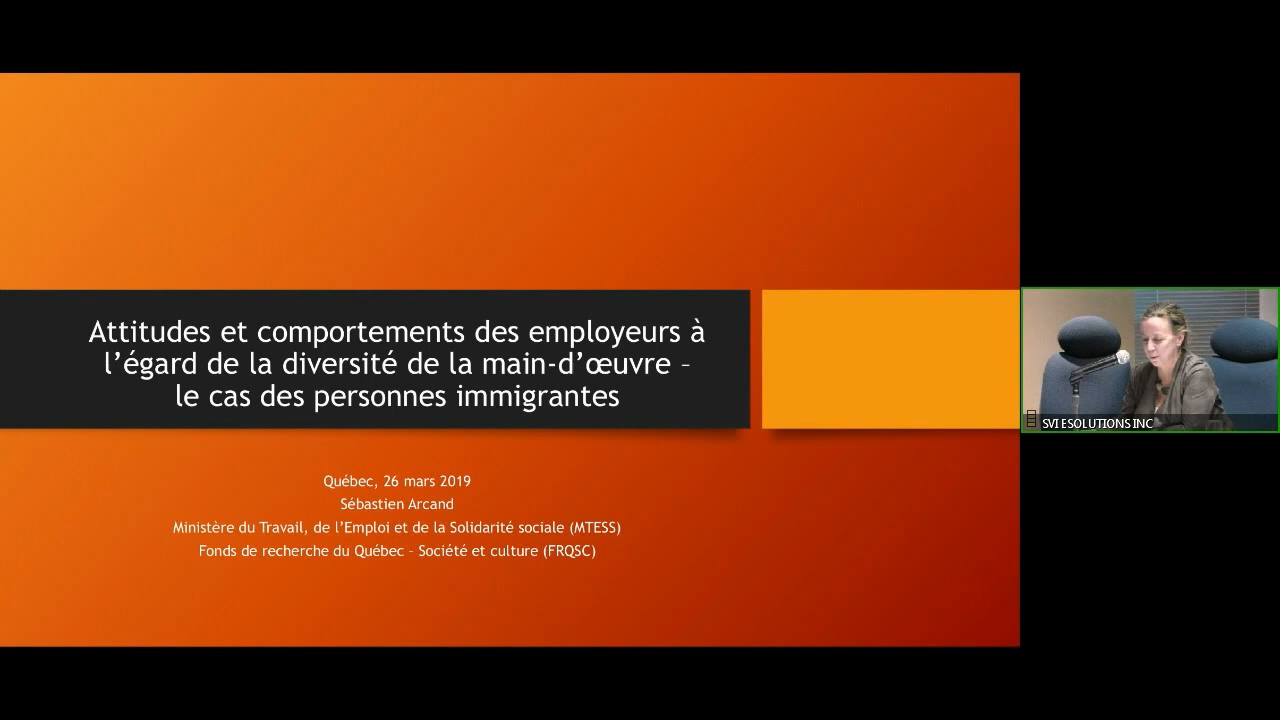 Attitudes et comportements des employeurs à
l’égard de la diversité de la main-d’œuvre –
le cas des personnes immigrantes
Québec, 26 mars 2019
Sébastien Arcand
Ministère du Travail, de l’Emploi et de la Solidarité sociale (MTESS)
Fonds de recherche du Québec – Société et culture (FRQSC)
SVI ESOLUTIONS INC